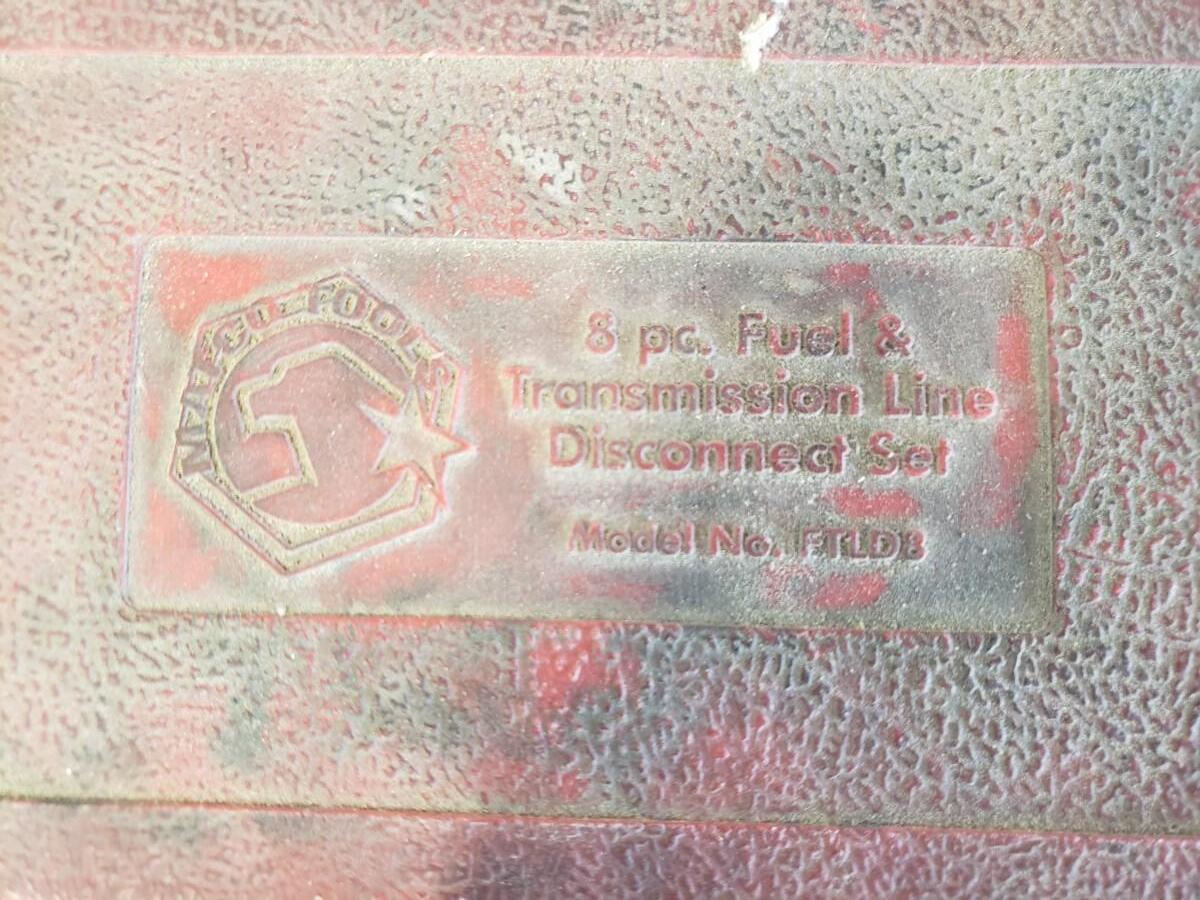 MATCO TOOLS
8 pc. Fuel &
Transmission Line
Disconnect Set
Model No. FTLD8